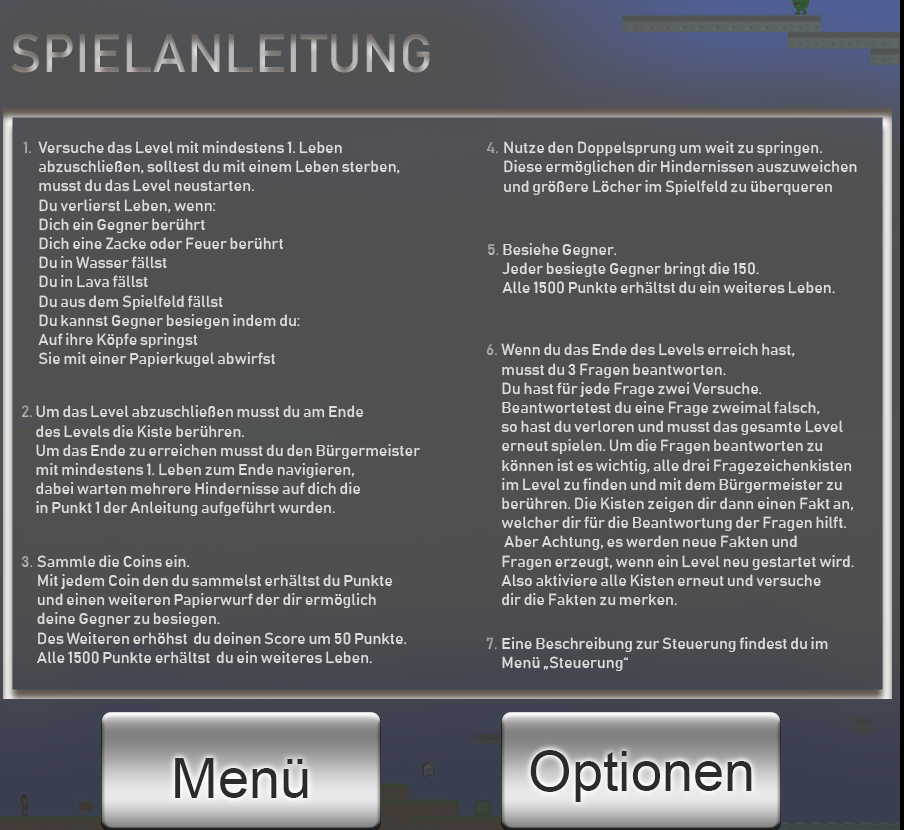 SPIELANLEITUNG
1. Versuche das Level mit mindestens 1. Leben
abzuschließen, solltest du mit einem Leben sterben,
musst du das Level neustarten.
Du verlierst Leben, wenn:
Dich ein Gegner berührt
Dich eine Zacke oder Feuer berührt
Du in Wasser fällst
Du in Lava fällst
Du aus dem Spielfeld fällst
Du kannst Gegner besiegen indem du:
Auf ihre Köpfe springst
Sie mit einer Papierkugel abwirfst
2. Um das Level abzuschließen musst du am Ende
des Levels die Kiste berühren.
Um das Ende zu erreichen musst du den Bürgermeister
mit mindestens 1. Leben zum Ende navigieren,
dabei warten mehrere Hindernisse auf dich die
in Punkt 1 der Anleitung aufgeführt wurden.
3. Sammle die Coins ein.
Mit jedem Coin den du sammelst erhältst du Punkte
und einen weiteren Papierwurf der dir ermöglich
deine Gegner zu besiegen.
Des Weiteren erhöhst du deinen Score um 50 Punkte.
Alle 1500 Punkte erhältst du ein weiteres Leben.
4. Nutze den Doppelsprung um weit zu springen.
Diese ermöglichen dir Hindernissen auszuweichen
und größere Löcher im Spielfeld zu überqueren
5. Besiehe Gegner.
Jeder besiegte Gegner bringt die 150.
Alle 1500 Punkte erhältst du ein weiteres Leben.
6. Wenn du das Ende des Levels erreich hast,
musst du 3 Fragen beantworten.
Du hast für jede Frage zwei Versuche.
Beantwortetest du eine Frage zweimal falsch,
so hast du verloren und musst das gesamte Level
erneut spielen. Um die Fragen beantworten zu
können ist es wichtig, alle drei Fragezeichenkisten
im Level zu finden und mit dem Bürgermeister zu
berühren. Die Kisten zeigen dir dann einen Fakt an,
welcher dir für die Beantwortung der Fragen hilft.
Aber Achtung, es werden neue Fakten und
Fragen erzeugt, wenn ein Level neu gestartet wird.
Also aktiviere alle Kisten erneut und versuche
dir die Fakten zu merken.
7. Eine Beschreibung zur Steuerung findest du im
Menü „Steuerung“
Menü
Optionen